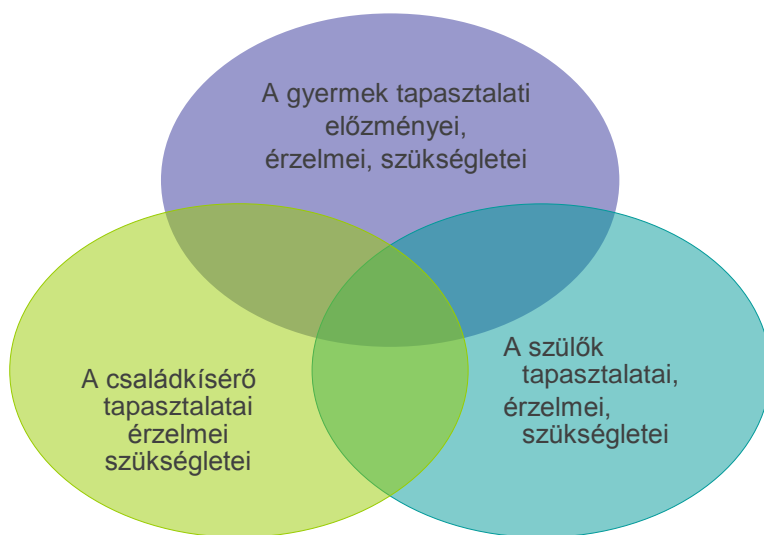 A gyermek tapasztalati
előzményei,
érzelmei, szükségletei
A családkísérő
tapasztalatai
érzelmei
szükségletei
A szülők
tapasztalatai,
érzelmei,
szükségletei